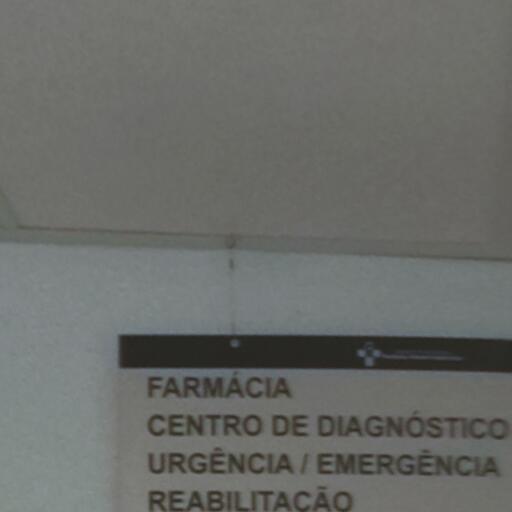 FARMÁCIA
CENTRO DE DIAGNÓSTICO
URGÊNCIA / EMERGÊNCIA
REABILITAÇÃO